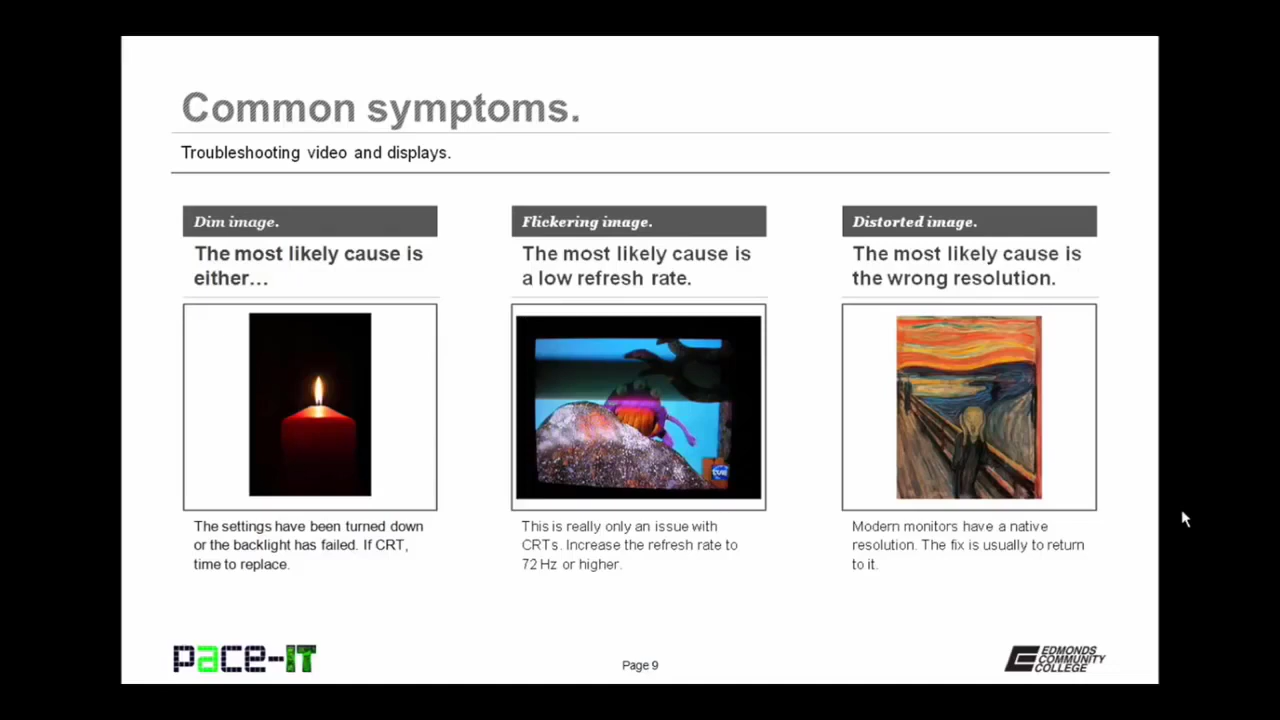 Common symptoms.
Troubleshooting video and displays.
Dim image.
The most likely cause is
either…
The settings have been turned down
or the backlight has failed. If CRT,
time to replace.
Flickering image.
The most likely cause is
a low refresh rate.
tve
This is really only an issue with
CRTs. Increase the refresh rate to
72 Hz or higher.
Distorted image.
The most likely cause is
the wrong resolution.
Modern monitors have a native
resolution. The fix is usually to return
to it.
pace-IT
Page 9
EDMONDS
COMMUNITY
COLLEGE